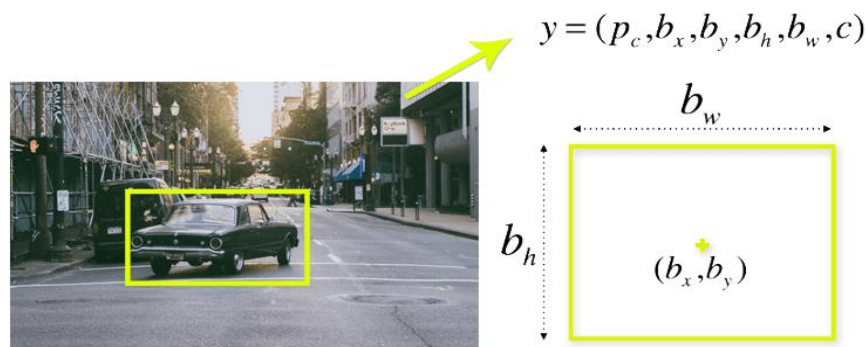 y = (p_c, b_x, b_y, b_h, b_w, c)
b_w
b_h
(b_x, b_y)